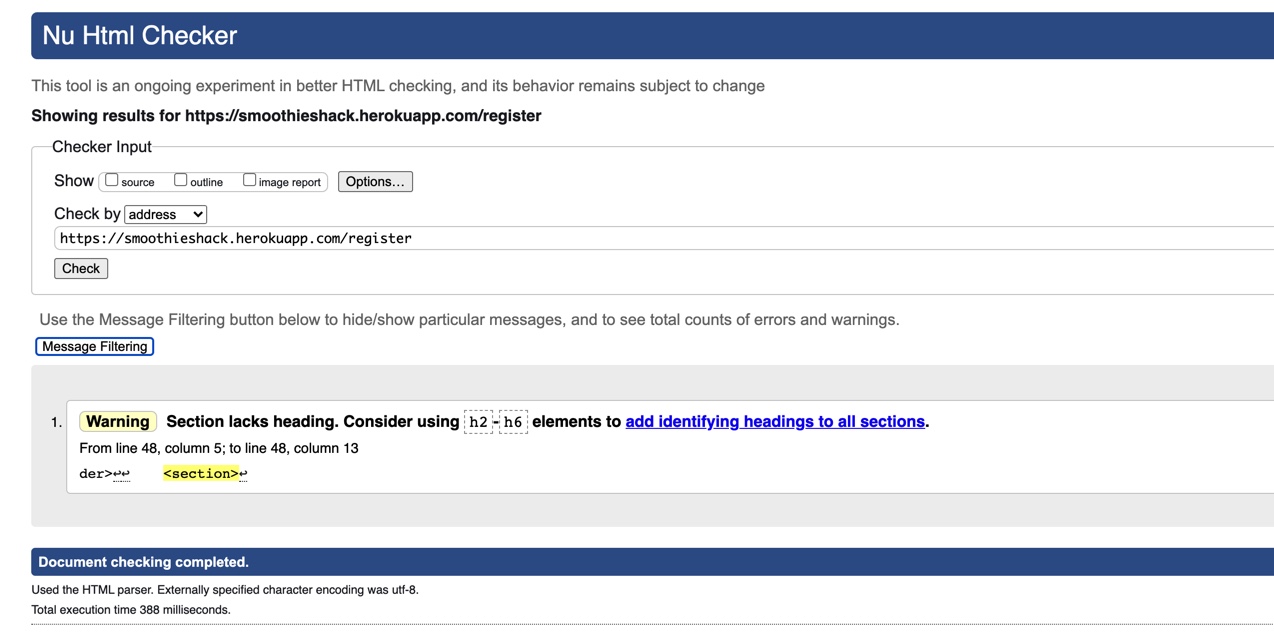 Nu Html Checker
This tool is an ongoing experiment in better HTML checking, and its behavior remains subject to change
Showing results for https://smoothieshack.herokuapp.com/register
Checker Input
Show source outline image report Options...
Check by address
https://smoothieshack.herokuapp.com/register
Check
Use the Message Filtering button below to hide/show particular messages, and to see total counts of errors and warnings.
Message Filtering
1. Warning Section lacks heading. Consider using h2-h6 elements to add identifying headings to all sections.
From line 48, column 5; to line 48, column 13
der>↩↩ <section>↩
Document checking completed.
Used the HTML parser. Externally specified character encoding was utf-8.
Total execution time 388 milliseconds.